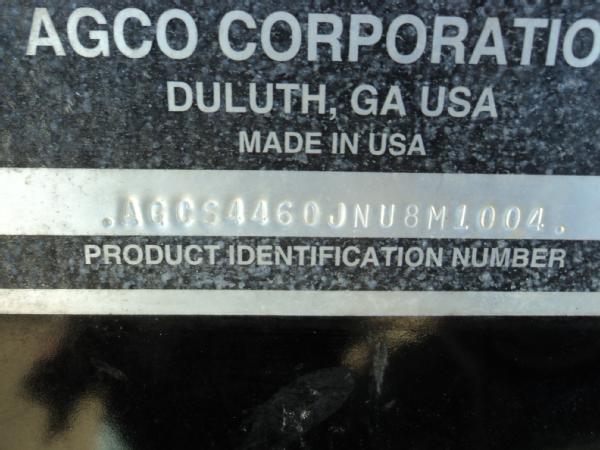 AGCO CORPORATIO
DULUTH, GA USA
MADE IN USA
.AGCS4460JNU8M1004.
PRODUCT IDENTIFICATION NUMBER